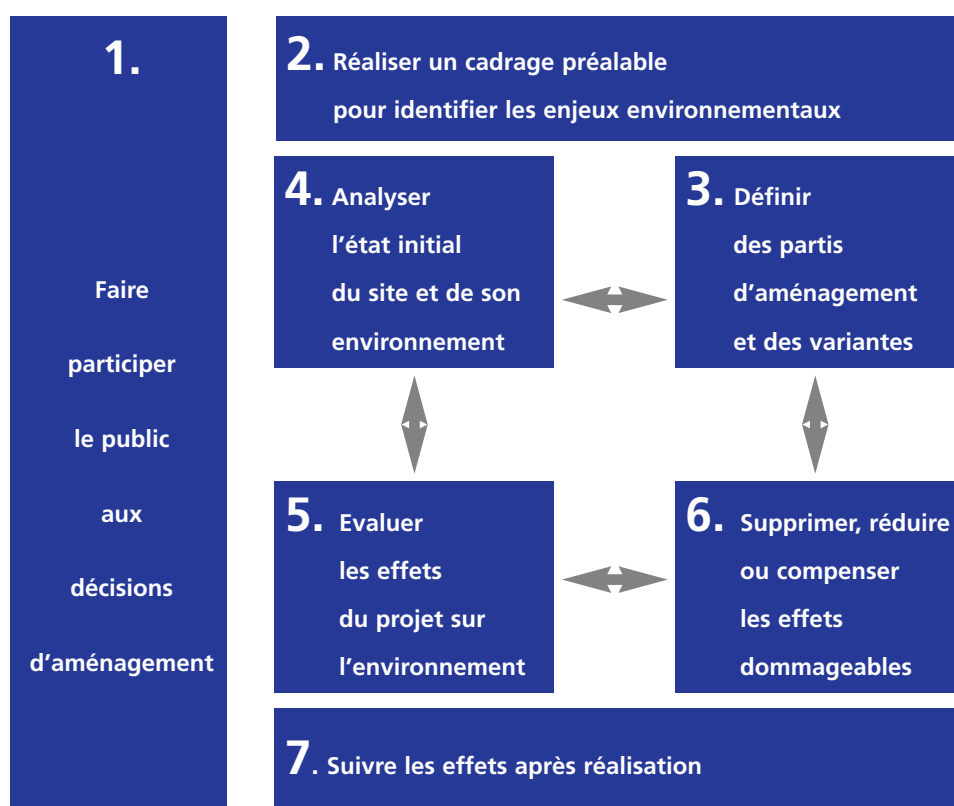 1.
Faire
participer
le public
aux
décisions
d’aménagement
2. Réaliser un cadrage préalable
pour identifier les enjeux environnementaux
4. Analyser
l’état initial
du site et de son
environnement
3. Définir
des partis
d’aménagement
et des variantes
5. Evaluer
les effets
du projet sur
l’environnement
6. Supprimer, réduire
ou compenser
les effets
dommageables
7. Suivre les effets après réalisation